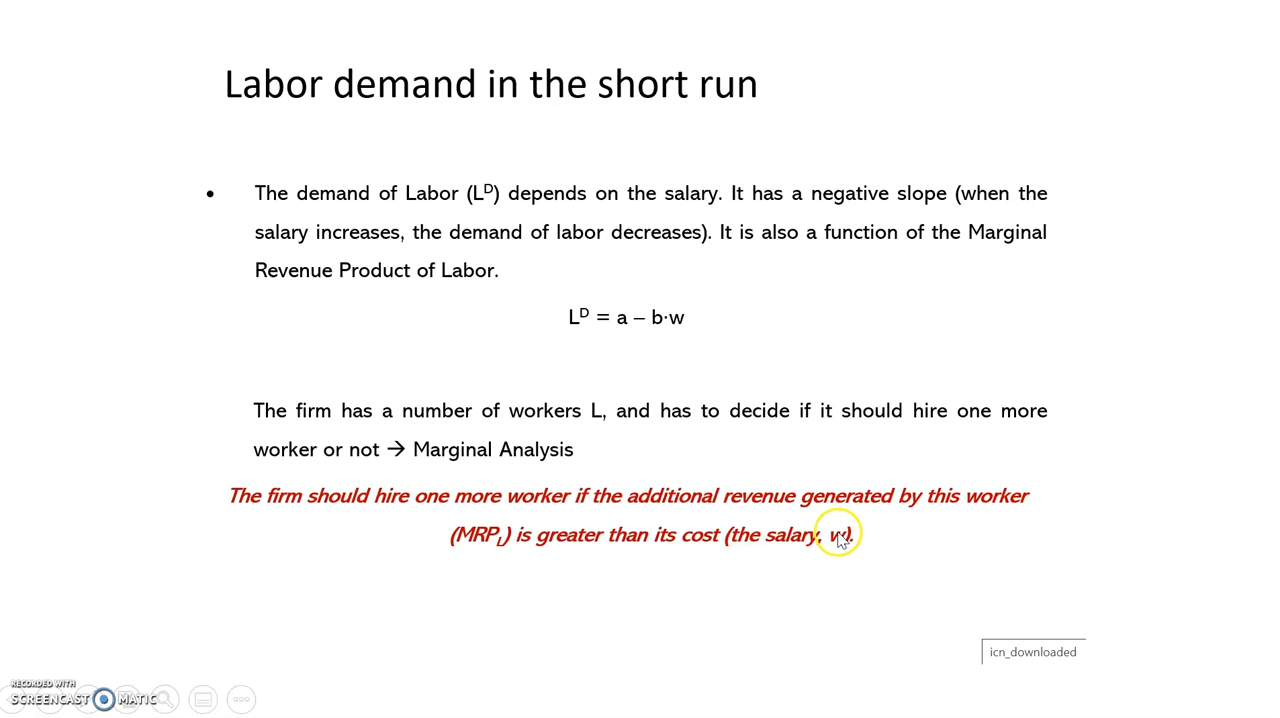 Labor demand in the short run
• The demand of Labor (Lᴰ) depends on the salary. It has a negative slope (when the
salary increases, the demand of labor decreases). It is also a function of the Marginal
Revenue Product of Labor.
Lᴰ = a – b·w
The firm has a number of workers L, and has to decide if it should hire one more
worker or not → Marginal Analysis
The firm should hire one more worker if the additional revenue generated by this worker
(MRP_L) is greater than its cost (the salary, w).
icn_downloaded
RECORDED WITH
SCREENCAST MATIC